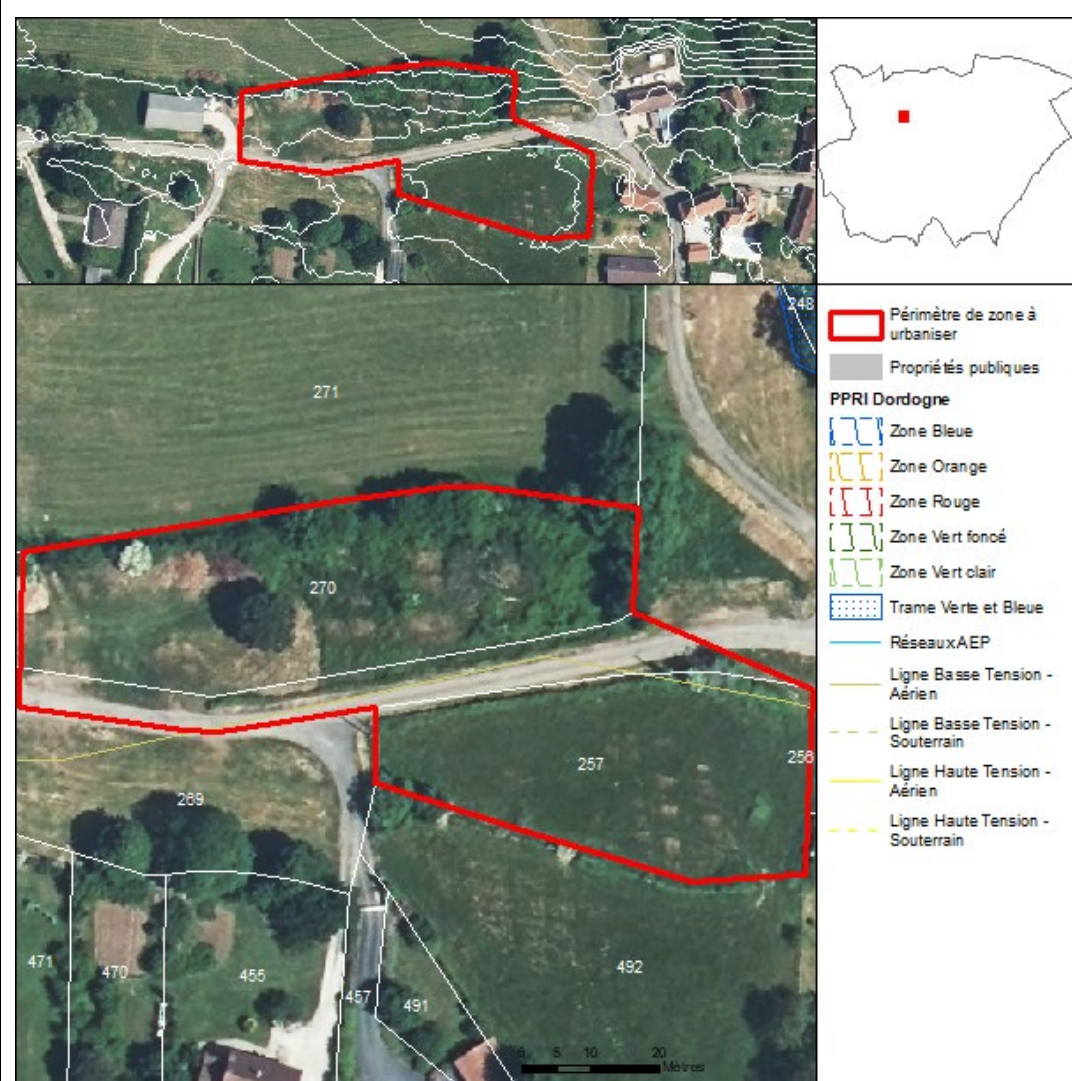 248
271
270
257
256
269
471
470
455
457
491
492
0 5 10 20
Mètres
Périmètre de zone à
urbaniser
Propriétés publiques
PPRI Dordogne
Zone Bleue
Zone Orange
Zone Rouge
Zone Vert foncé
Zone Vert clair
Trame Verte et Bleue
Réseaux AEP
Ligne Basse Tension -
Aérien
Ligne Basse Tension -
Souterrain
Ligne Haute Tension -
Aérien
Ligne Haute Tension -
Souterrain